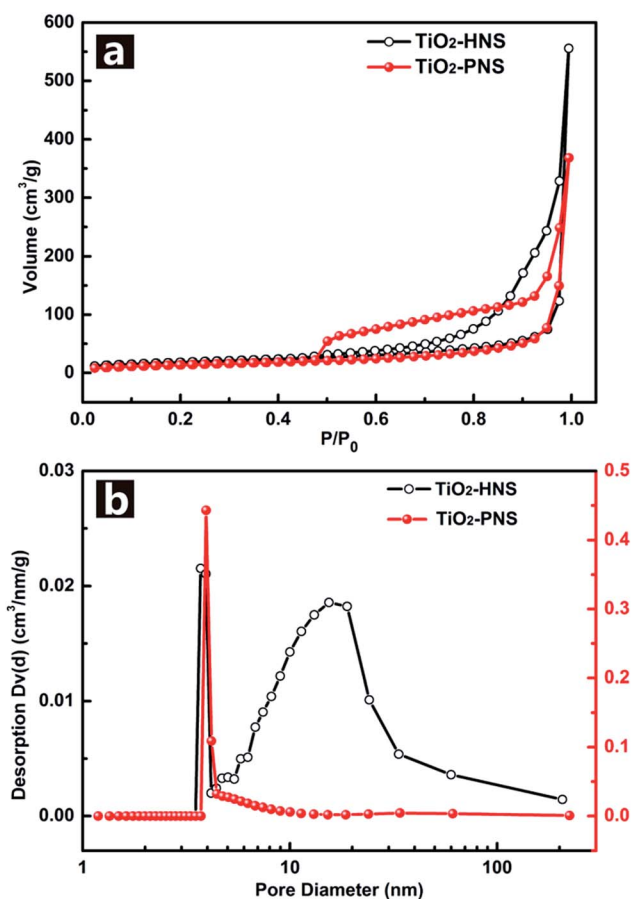 a
TiO2-HNS
TiO2-PNS
600
500
400
300
200
100
0
Volume (cm³/g)
0.0 0.2 0.4 0.6 0.8 1.0
P/P0
b
TiO2-HNS
TiO2-PNS
0.03
0.02
0.01
0.00
Desorption Dv(d) (cm³/nm/g)
0.5
0.4
0.3
0.2
0.1
0.0
1 10 100
Pore Diameter (nm)